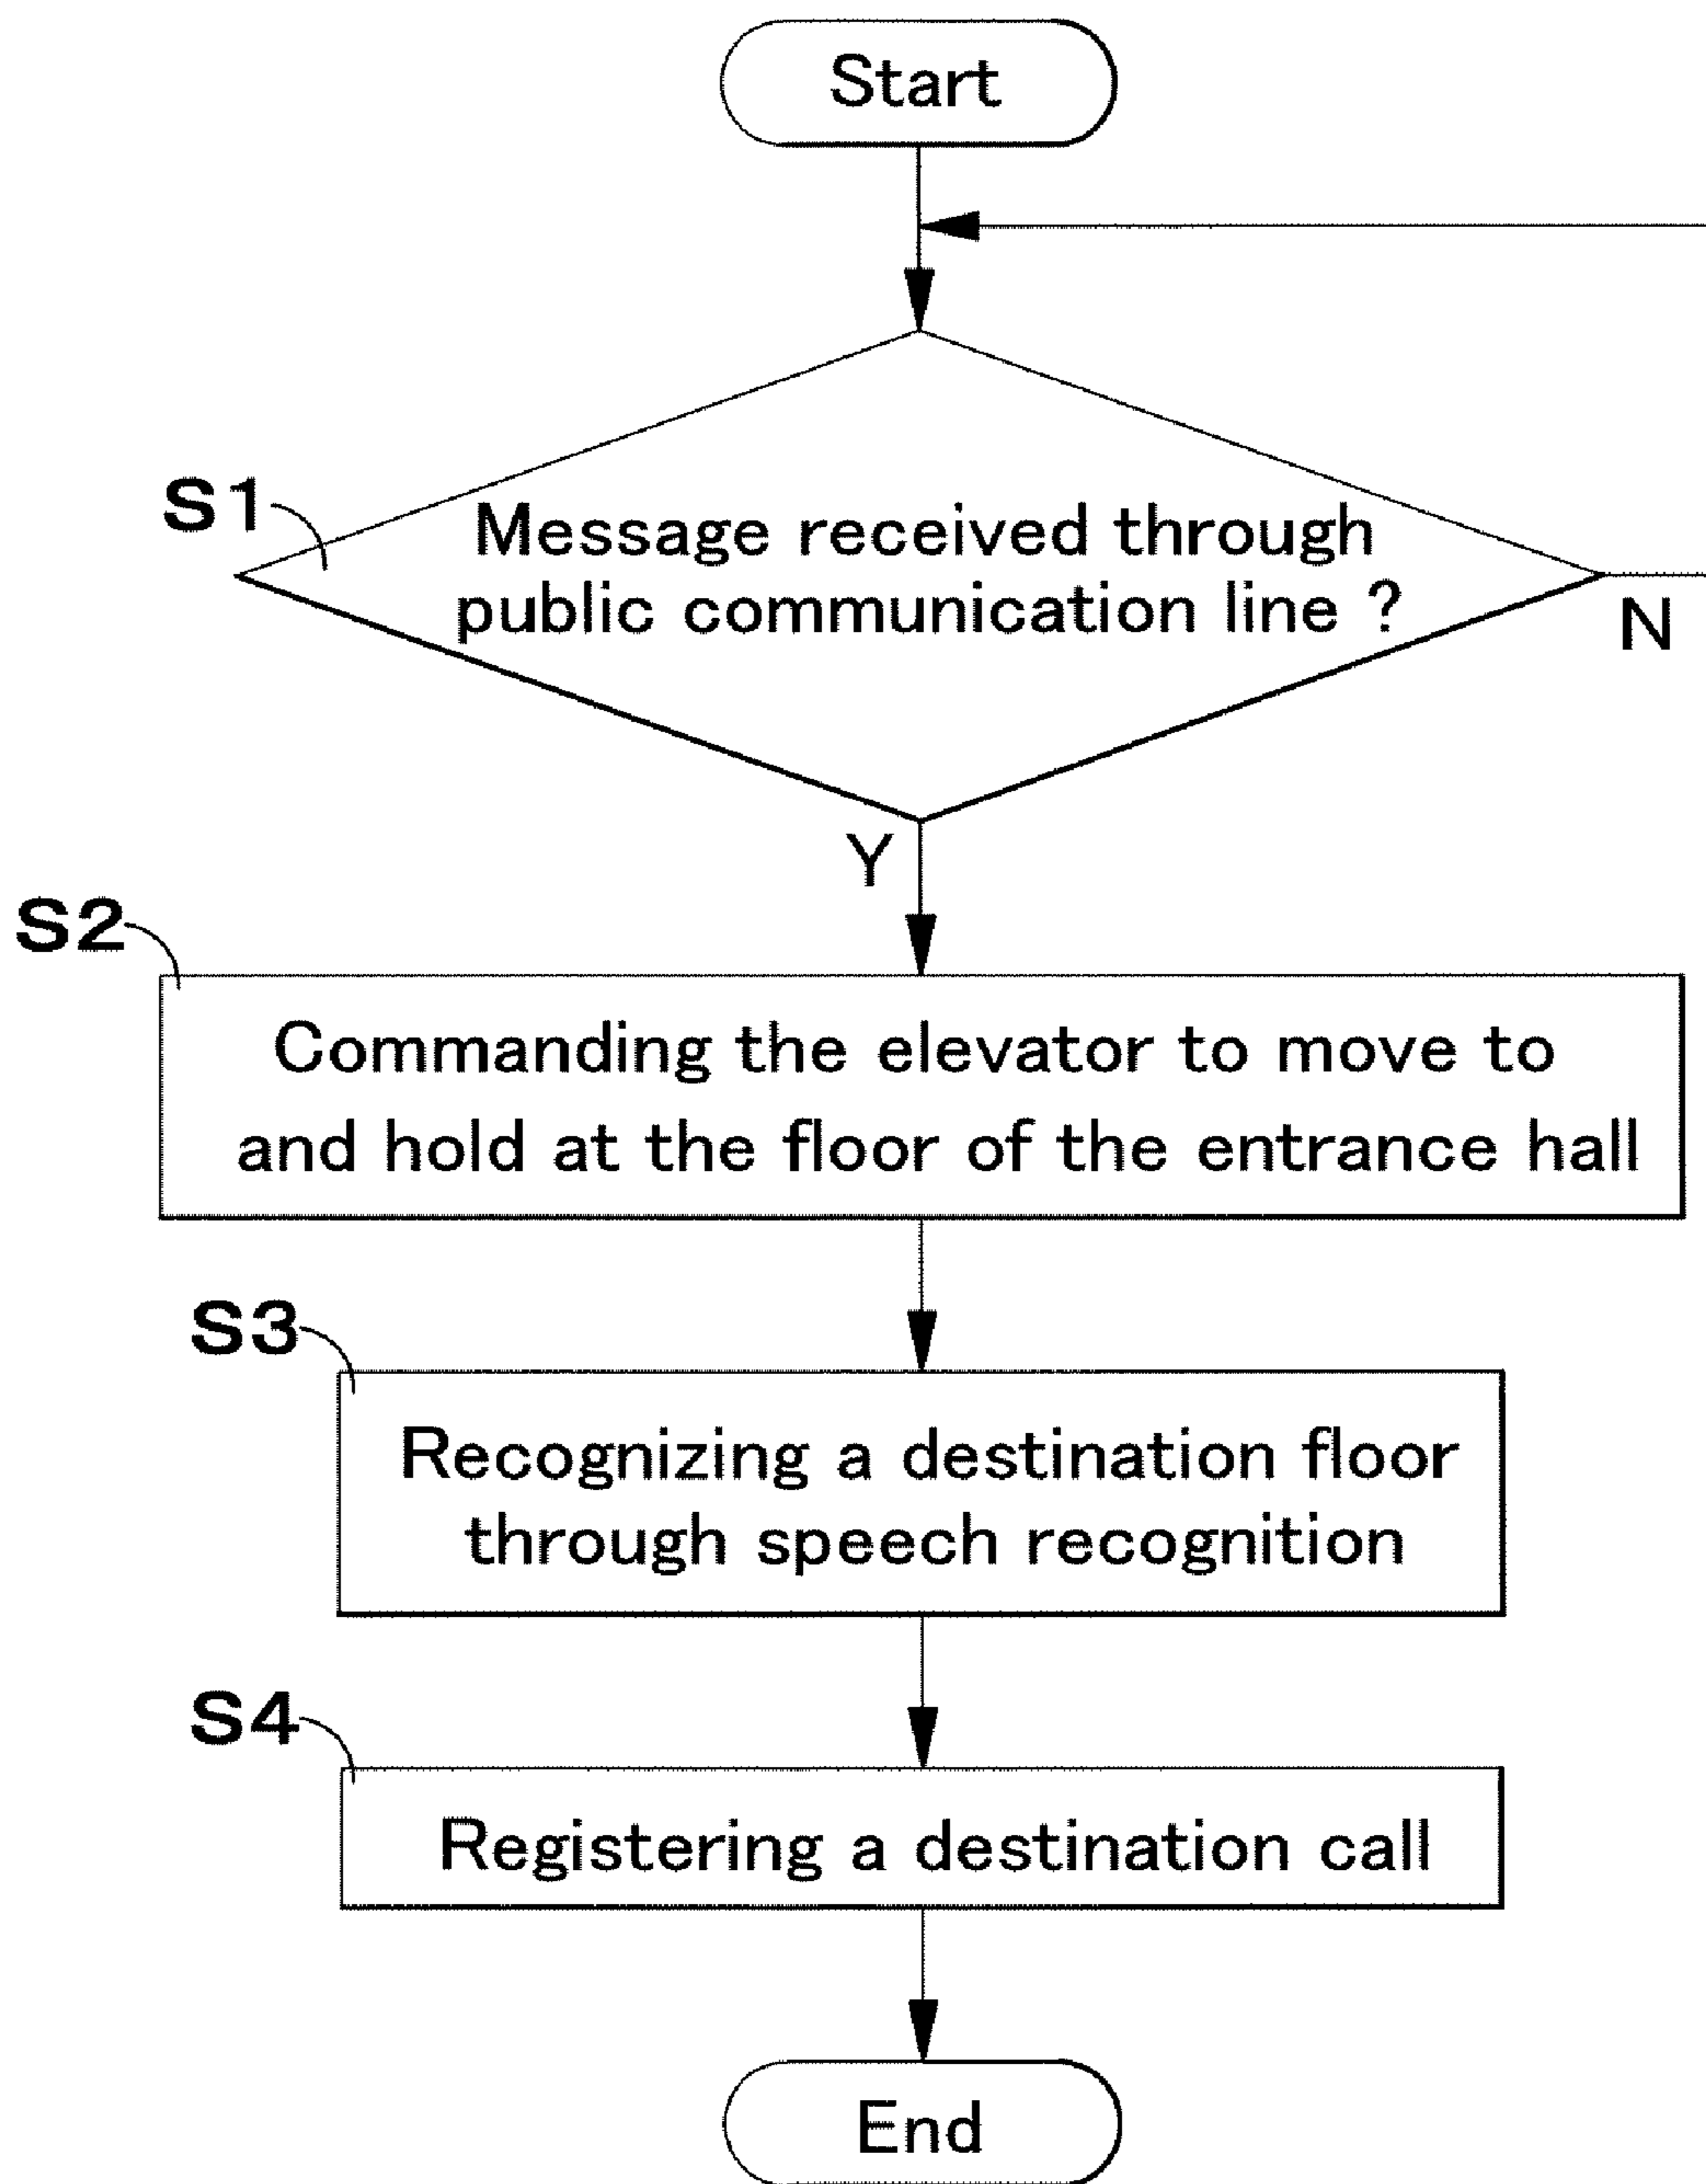 Start
S1
Message received through
public communication line ?
N
Y
S2
Commanding the elevator to move to
and hold at the floor of the entrance hall
S3
Recognizing a destination floor
through speech recognition
S4
Registering a destination call
End